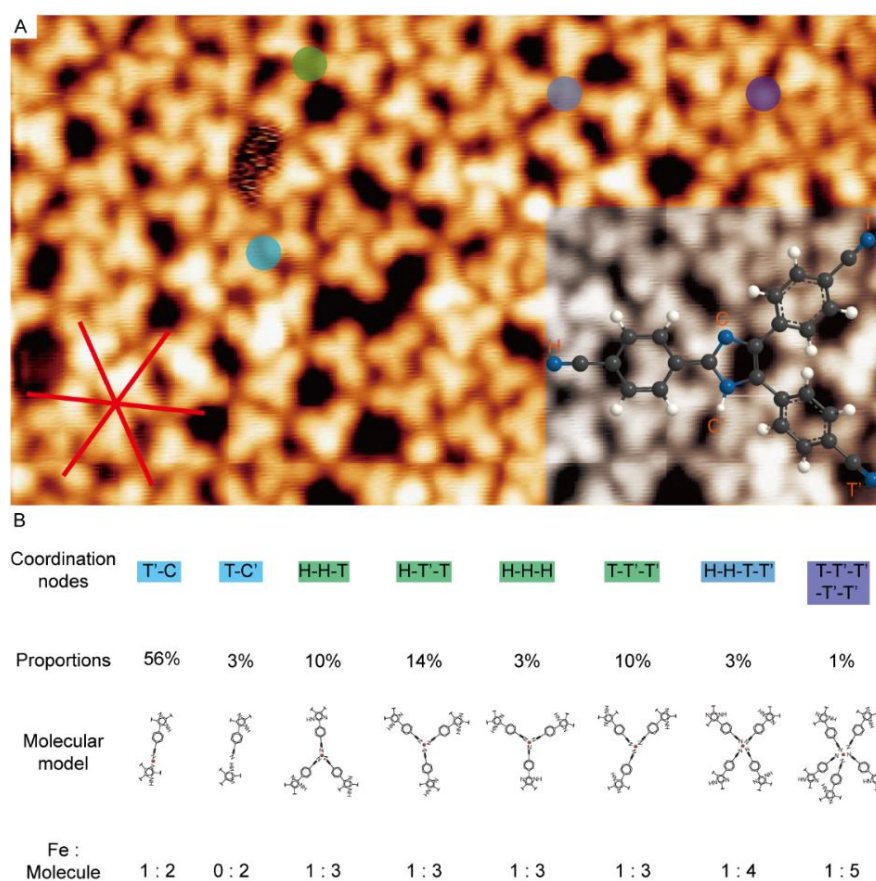 A
H
C
C'
T
T'
B
Coordination nodes
T'-C T-C' H-H-T H-T'-T H-H-H T-T'-T' H-H-T-T' T-T'-T'
-T'-T'
Proportions 56% 3% 10% 14% 3% 10% 3% 1%
Molecular model
Fe :
Molecule 1 : 2 0 : 2 1 : 3 1 : 3 1 : 3 1 : 3 1 : 4 1 : 5